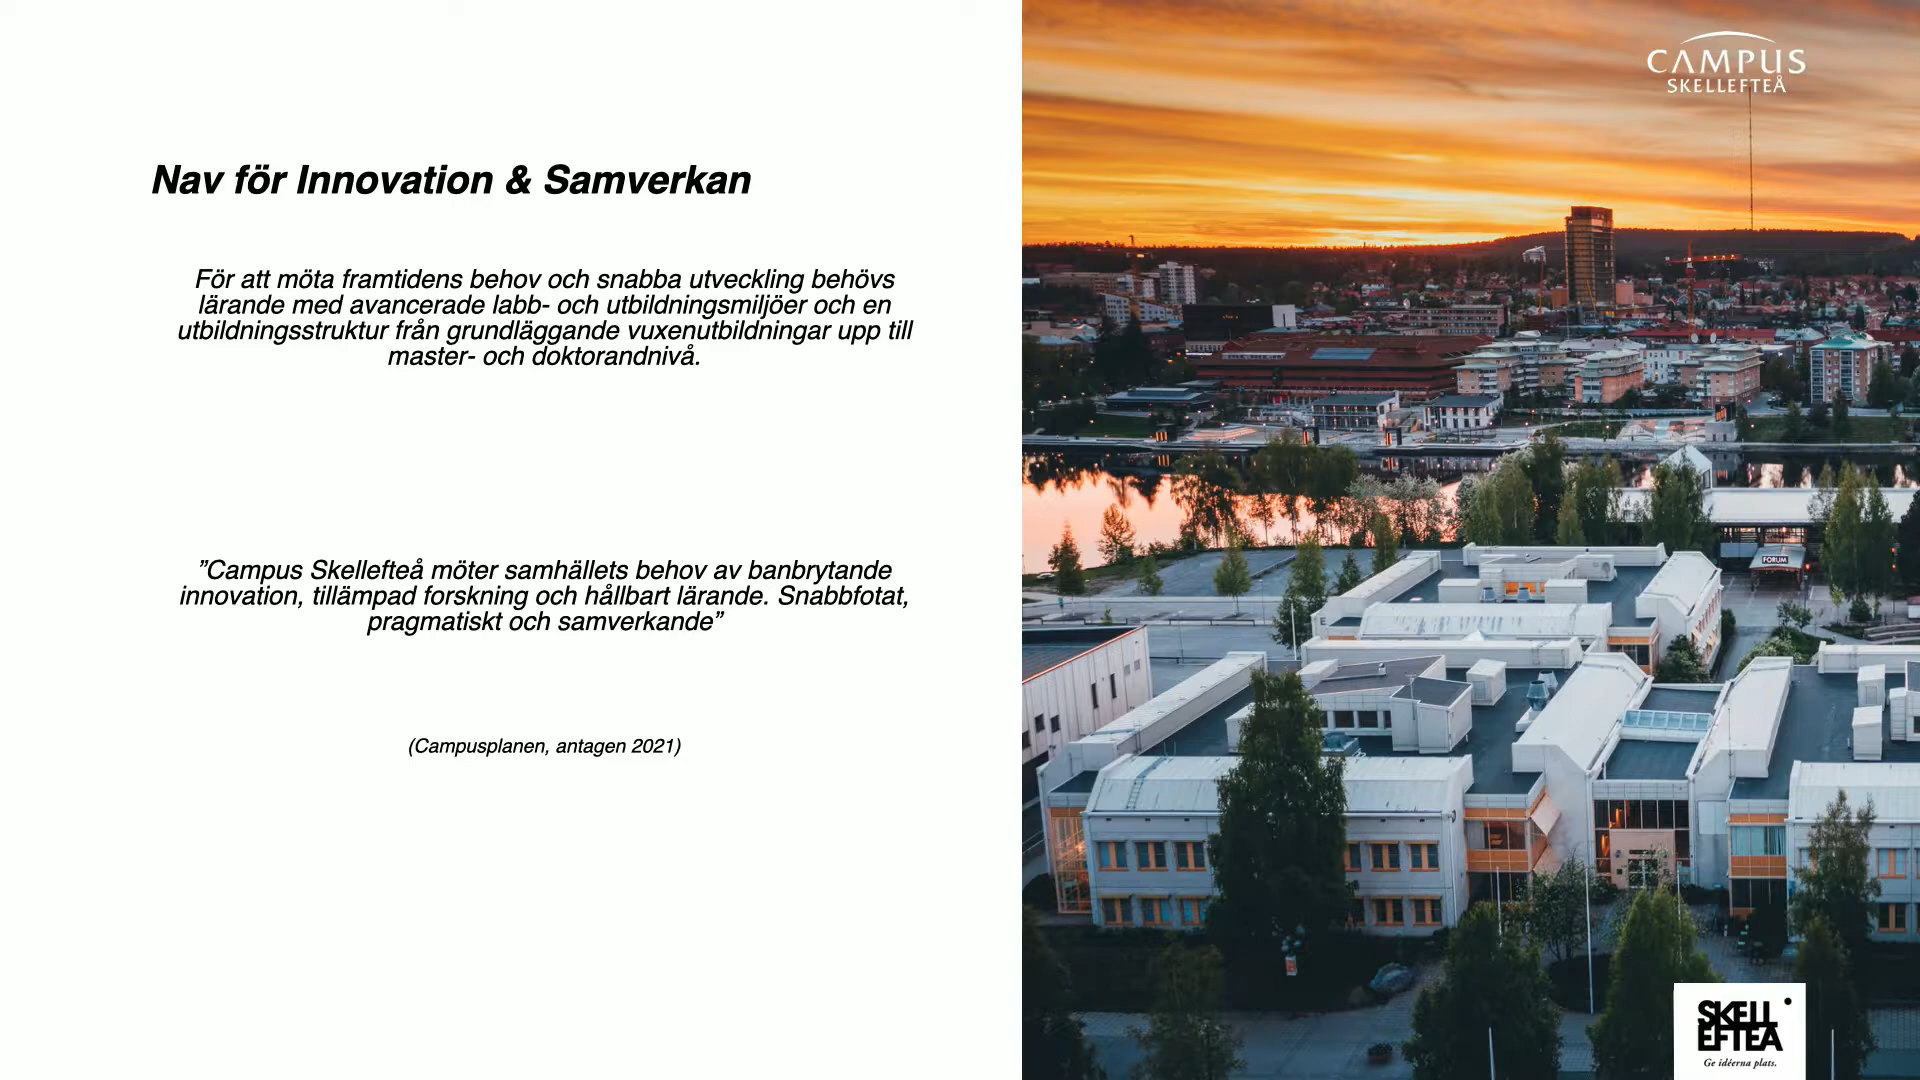 Nav för Innovation & Samverkan
För att möta framtidens behov och snabba utveckling behövs
lärande med avancerade labb- och utbildningsmiljöer och en
utbildningsstruktur från grundläggande vuxenutbildningar upp till
master- och doktorandnivå.
”Campus Skellefteå möter samhällets behov av banbrytande
innovation, tillämpad forskning och hållbart lärande. Snabbfotat,
pragmatiskt och samverkande”
(Campusplanen, antagen 2021)
CAMPUS
SKELLEFTEÅ
FORUM
E
SKELL
EFTEÅ
Ge idéerna plats.